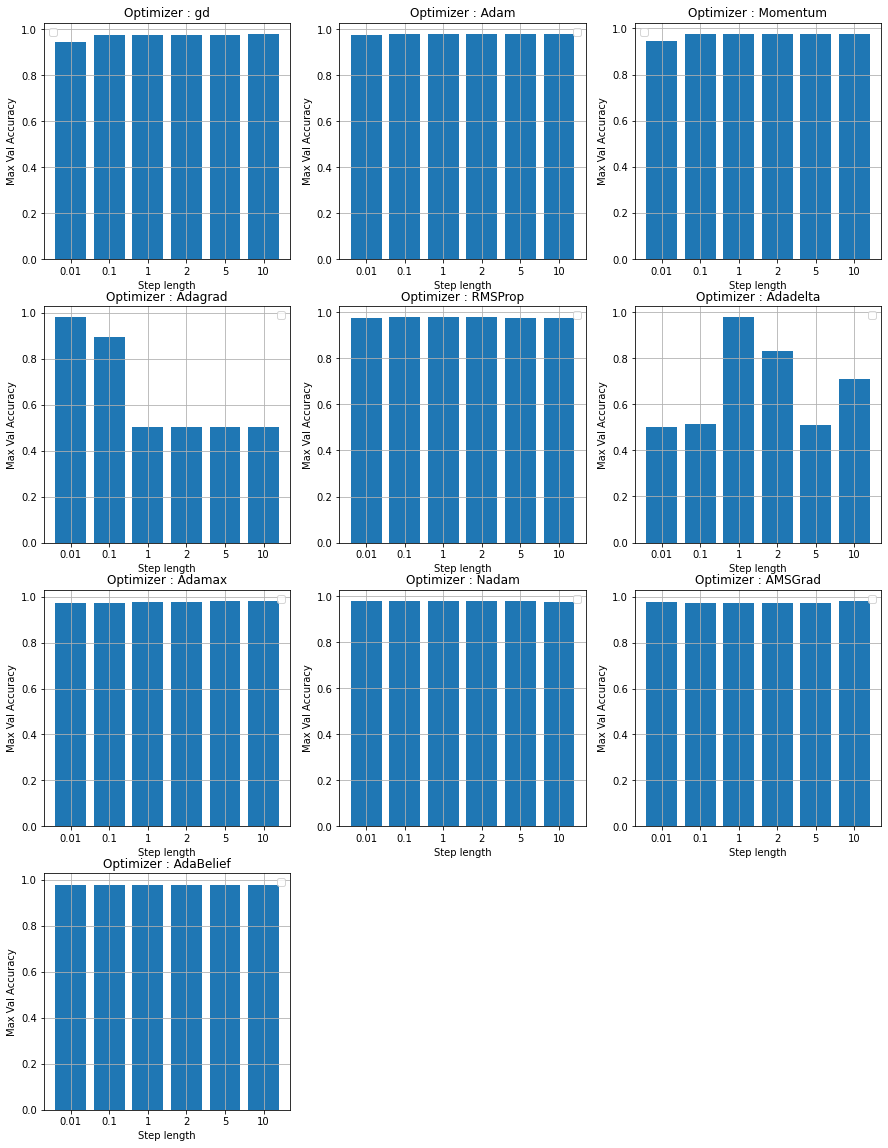 Optimizer : gd
1.0
0.8
0.6
0.4
0.2
0.0
Max Val Accuracy
0.01 0.1 1 2 5 10
Step length
Optimizer : Adam
1.0
0.8
0.6
0.4
0.2
0.0
Max Val Accuracy
0.01 0.1 1 2 5 10
Step length
Optimizer : Momentum
1.0
0.8
0.6
0.4
0.2
0.0
Max Val Accuracy
0.01 0.1 1 2 5 10
Step length
Optimizer : Adagrad
1.0
0.8
0.6
0.4
0.2
0.0
Max Val Accuracy
0.01 0.1 1 2 5 10
Step length
Optimizer : RMSProp
1.0
0.8
0.6
0.4
0.2
0.0
Max Val Accuracy
0.01 0.1 1 2 5 10
Step length
Optimizer : Adadelta
1.0
0.8
0.6
0.4
0.2
0.0
Max Val Accuracy
0.01 0.1 1 2 5 10
Step length
Optimizer : Adamax
1.0
0.8
0.6
0.4
0.2
0.0
Max Val Accuracy
0.01 0.1 1 2 5 10
Step length
Optimizer : Nadam
1.0
0.8
0.6
0.4
0.2
0.0
Max Val Accuracy
0.01 0.1 1 2 5 10
Step length
Optimizer : AMSGrad
1.0
0.8
0.6
0.4
0.2
0.0
Max Val Accuracy
0.01 0.1 1 2 5 10
Step length
Optimizer : AdaBelief
1.0
0.8
0.6
0.4
0.2
0.0
Max Val Accuracy
0.01 0.1 1 2 5 10
Step length